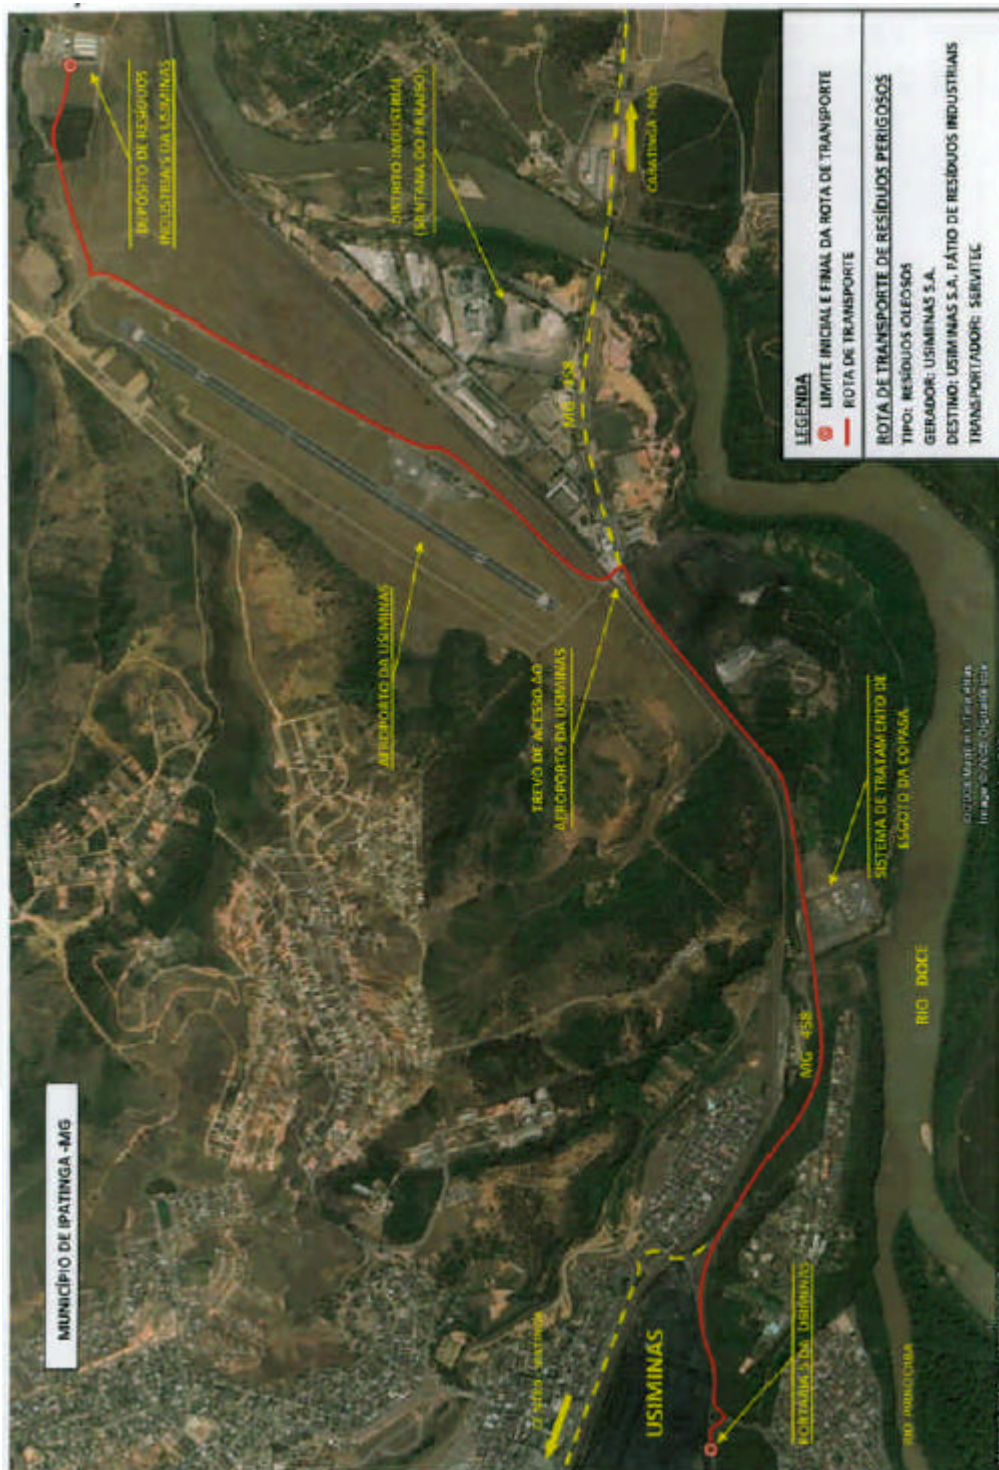 MUNICÍPIO DE IPATINGA -MG
DEPÓSITO DE RESÍDUOS
INDUSTRIAIS DA USIMINAS
DISTRITO INDUSTRIAL
(SANTANA DO PARAISO)
CARATINGA
MG 458
AEROPORTO DA USIMINAS
TREVO DE ACESSO AO
AEROPORTO DA USIMINAS
SISTEMA DE TRATAMENTO DE
ESGOTO DA COPASA
MG 458
RIO DOCE
USIMINAS
PORTARIA 5 DA USIMINAS
RIO PIRACICABA
LEGENDA
LIMITE INICIAL E FINAL DA ROTA DE TRANSPORTE
ROTA DE TRANSPORTE
ROTA DE TRANSPORTE DE RESÍDUOS PERIGOSOS
TIPO: RESÍDUOS OLEOSOS
GERADOR: USIMINAS S.A.
DESTINO: USIMINAS S.A. PÁTIO DE RESÍDUOS INDUSTRIAIS
TRANSPORTADOR: SERVITEC